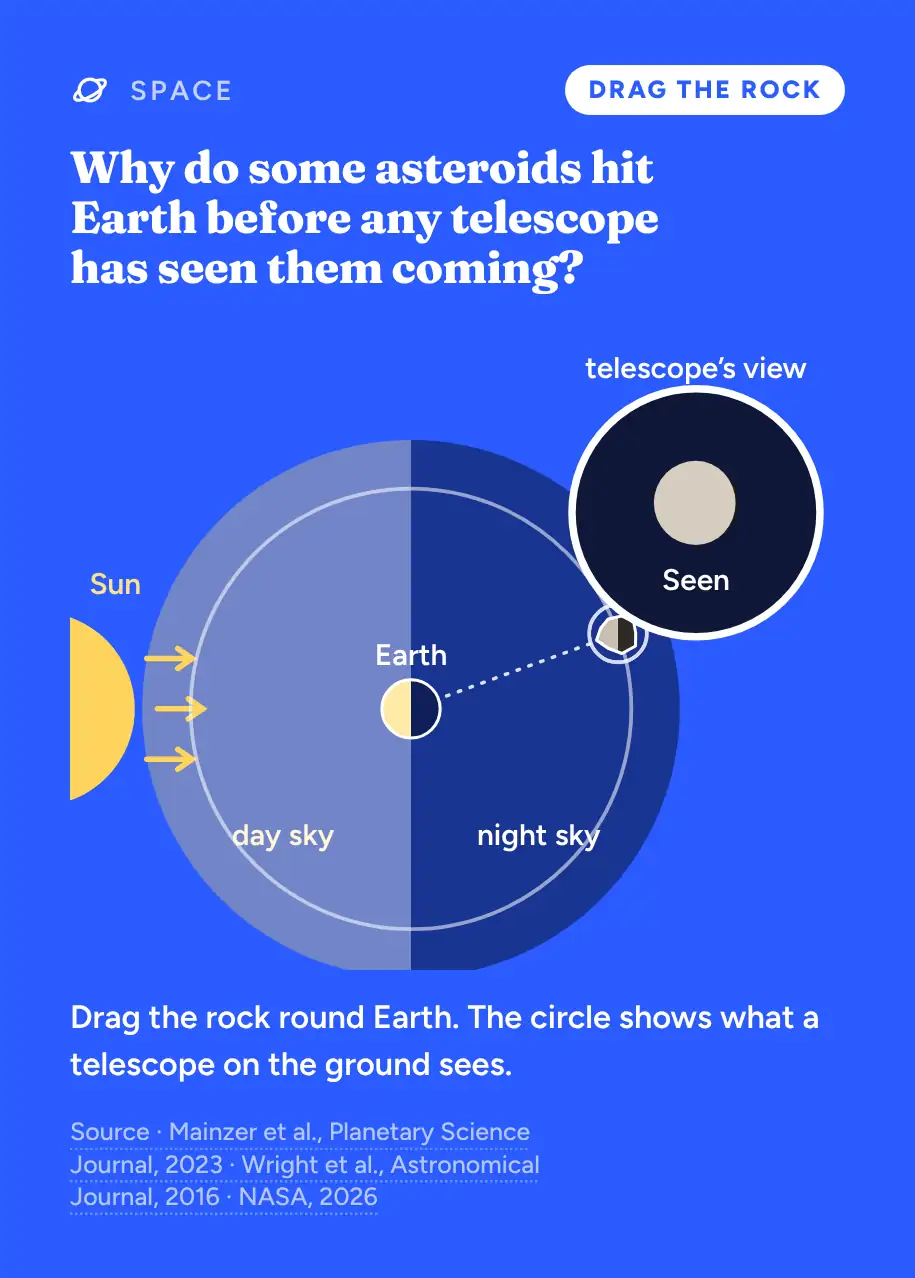 SPACE
DRAG THE ROCK
Why do some asteroids hit
Earth before any telescope
has seen them coming?
telescope’s view
Seen
Sun
Earth
day sky
night sky
Drag the rock round Earth. The circle shows what a
telescope on the ground sees.
Source · Mainzer et al., Planetary Science
Journal, 2023 · Wright et al., Astronomical
Journal, 2016 · NASA, 2026